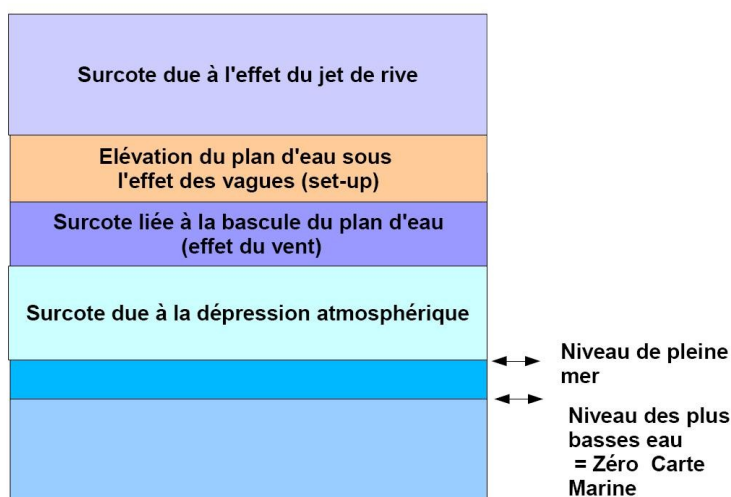 Surcote due à l'effet du jet de rive
Elévation du plan d'eau sous
l'effet des vagues (set-up)
Surcote liée à la bascule du plan d'eau
(effet du vent)
Surcote due à la dépression atmosphérique
Niveau de pleine
mer
Niveau des plus
basses eau
= Zéro Carte
Marine